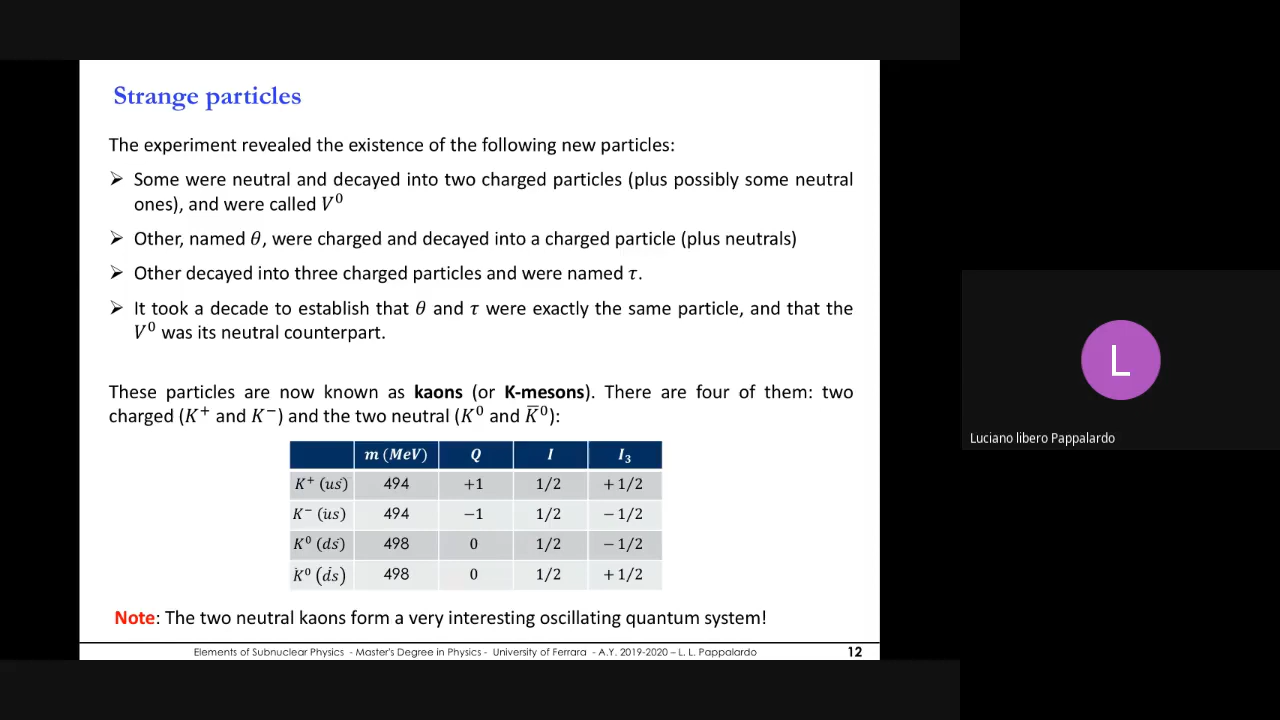 Strange particles
The experiment revealed the existence of the following new particles:
➢ Some were neutral and decayed into two charged particles (plus possibly some neutral
ones), and were called V⁰
➢ Other, named θ, were charged and decayed into a charged particle (plus neutrals)
➢ Other decayed into three charged particles and were named τ.
➢ It took a decade to establish that θ and τ were exactly the same particle, and that the
V⁰ was its neutral counterpart.
These particles are now known as kaons (or K-mesons). There are four of them: two
charged (K⁺ and K⁻) and the two neutral (K⁰ and K̅⁰):
m (MeV) Q I I₃
K⁺ (us̄) 494 +1 1/2 + 1/2
K⁻ (ūs) 494 −1 1/2 − 1/2
K⁰ (ds̄) 498 0 1/2 − 1/2
K̅⁰ (d̄s) 498 0 1/2 + 1/2
Note: The two neutral kaons form a very interesting oscillating quantum system!
Elements of Subnuclear Physics - Master's Degree in Physics - University of Ferrara - A.Y. 2019-2020 – L. L. Pappalardo 12
L
Luciano libero Pappalardo